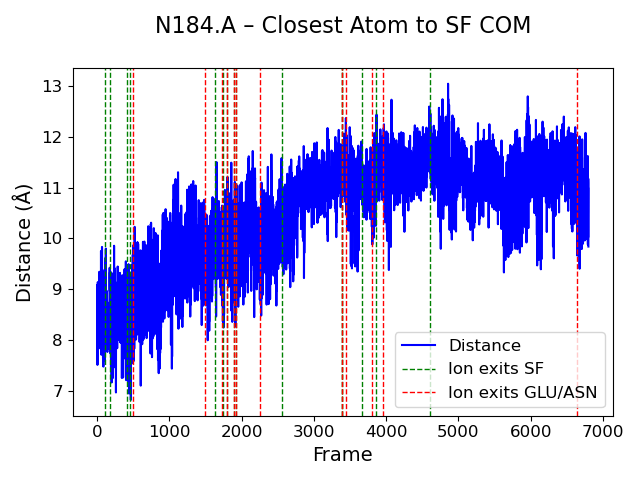 N184.A – Closest Atom to SF COM
13
12
11
10
9
8
7
Distance (Å)
Distance
Ion exits SF
Ion exits GLU/ASN
0 1000 2000 3000 4000 5000 6000 7000
Frame